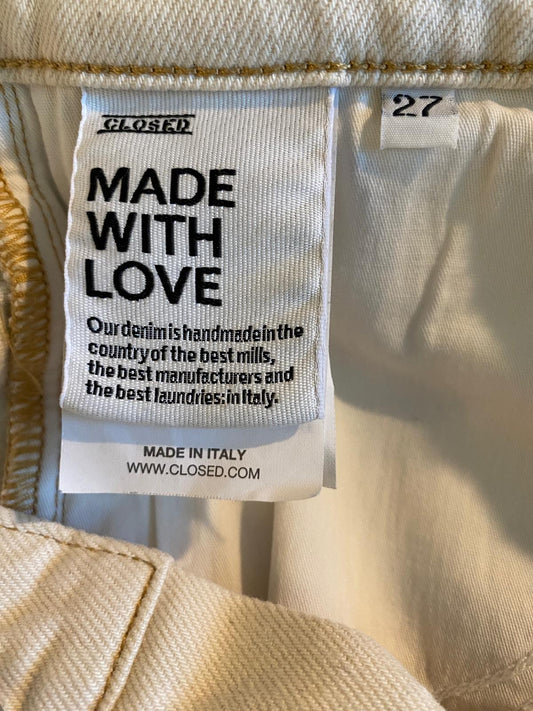 CLOSED
27
MADE
WITH
LOVE
Our denim is handmade in the
country of the best mills,
the best manufacturers and
the best laundries: in Italy.
MADE IN ITALY
WWW.CLOSED.COM